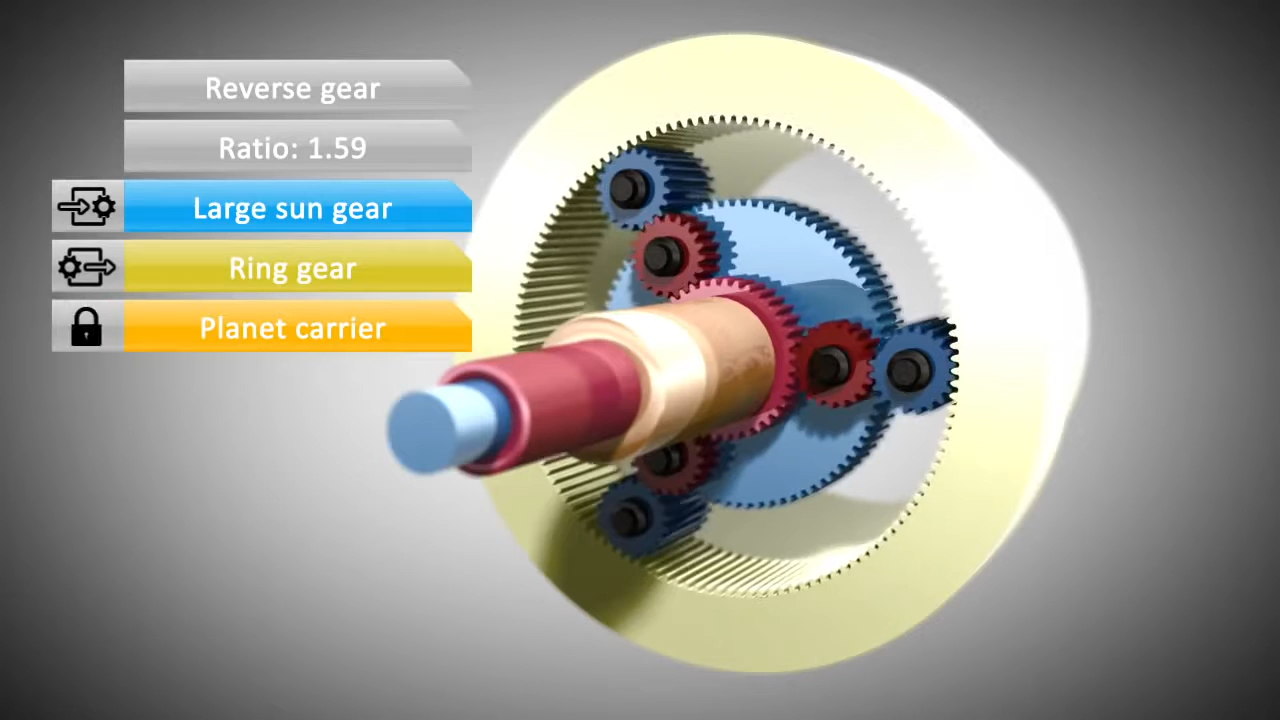 Reverse gear
Ratio: 1.59
Large sun gear
Ring gear
Planet carrier